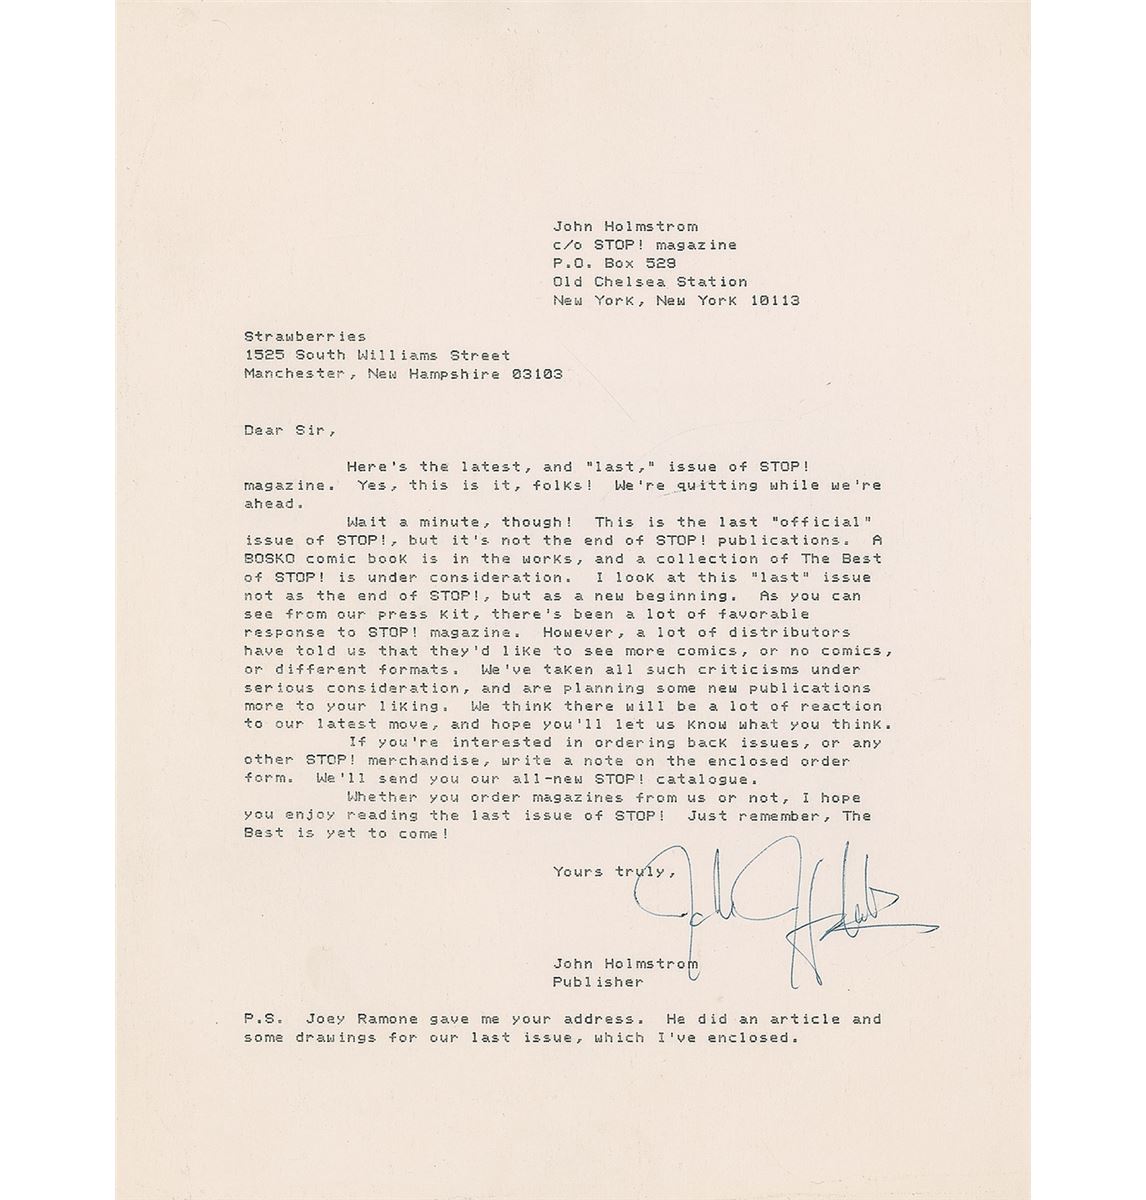 John Holmstrom
c/o STOP! magazine
P.O. Box 529
Old Chelsea Station
New York, New York 10113
Strawberries
1525 South Williams Street
Manchester, New Hampshire 03103
Dear Sir,
Here's the latest, and "last," issue of STOP!
magazine. Yes, this is it, folks! We're quitting while we're
ahead.
Wait a minute, though! This is the last "official"
issue of STOP!, but it's not the end of STOP! publications. A
BOSKO comic book is in the works, and a collection of The Best
of STOP! is under consideration. I look at this "last" issue
not as the end of STOP!, but as a new beginning. As you can
see from our press kit, there's been a lot of favorable
response to STOP! magazine. However, a lot of distributors
have told us that they'd like to see more comics, or no comics,
or different formats. We've taken all such criticisms under
serious consideration, and are planning some new publications
more to your liking. We think there will be a lot of reaction
to our latest move, and hope you'll let us know what you think.
If you're interested in ordering back issues, or any
other STOP! merchandise, write a note on the enclosed order
form. We'll send you our all-new STOP! catalogue.
Whether you order magazines from us or not, I hope
you enjoy reading the last issue of STOP! Just remember, The
Best is yet to come!
Yours truly,
John Holmstrom
Publisher
P.S. Joey Ramone gave me your address. He did an article and
some drawings for our last issue, which I've enclosed.